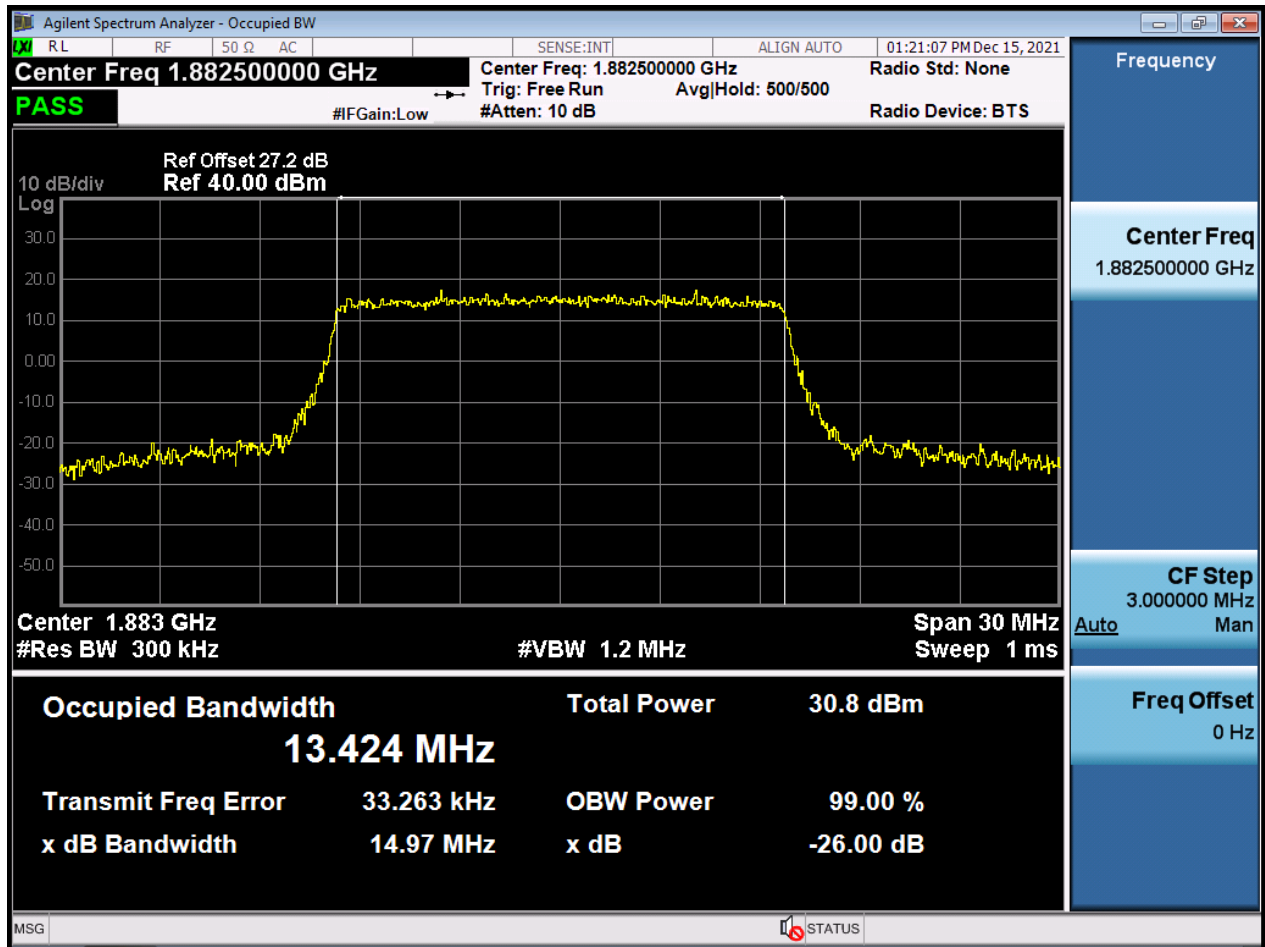 Agilent Spectrum Analyzer - Occupied BW
LXI RL RF 50 Ω AC SENSE:INT ALIGN AUTO 01:21:07 PM Dec 15, 2021
Center Freq 1.882500000 GHz
PASS
#IFGain:Low
Center Freq: 1.882500000 GHz
Trig: Free Run Avg|Hold: 500/500
#Atten: 10 dB
Radio Std: None
Radio Device: BTS
Ref Offset 27.2 dB
10 dB/div Ref 40.00 dBm
Log
30.0
20.0
10.0
0.00
-10.0
-20.0
-30.0
-40.0
-50.0
Center 1.883 GHz Span 30 MHz
#Res BW 300 kHz #VBW 1.2 MHz Sweep 1 ms
Occupied Bandwidth Total Power 30.8 dBm
13.424 MHz
Transmit Freq Error 33.263 kHz OBW Power 99.00 %
x dB Bandwidth 14.97 MHz x dB -26.00 dB
Frequency
Center Freq
1.882500000 GHz
CF Step
3.000000 MHz
Auto Man
Freq Offset
0 Hz
MSG STATUS